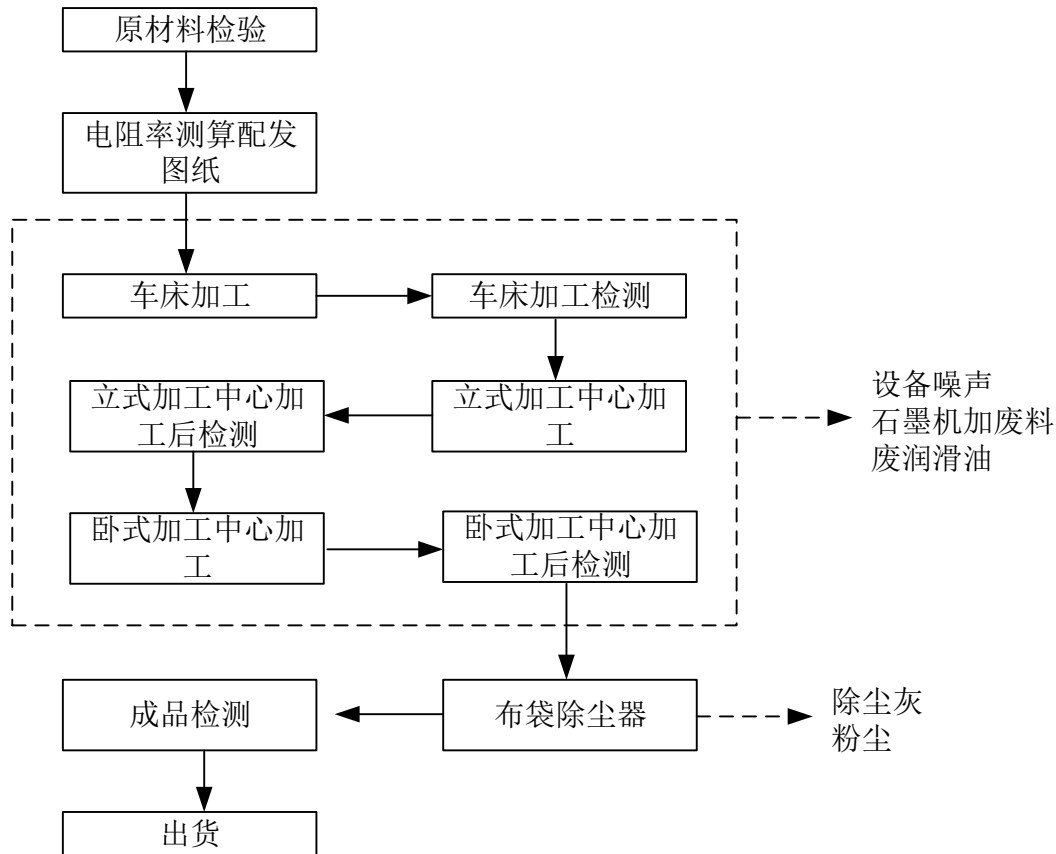 原材料检验
电阻率测算配发
图纸
车床加工
车床加工检测
立式加工中心加
工后检测
立式加工中心加
工
设备噪声
石墨机加废料
废润滑油
卧式加工中心加
工
卧式加工中心加
工后检测
成品检测
布袋除尘器
除尘灰
粉尘
出货